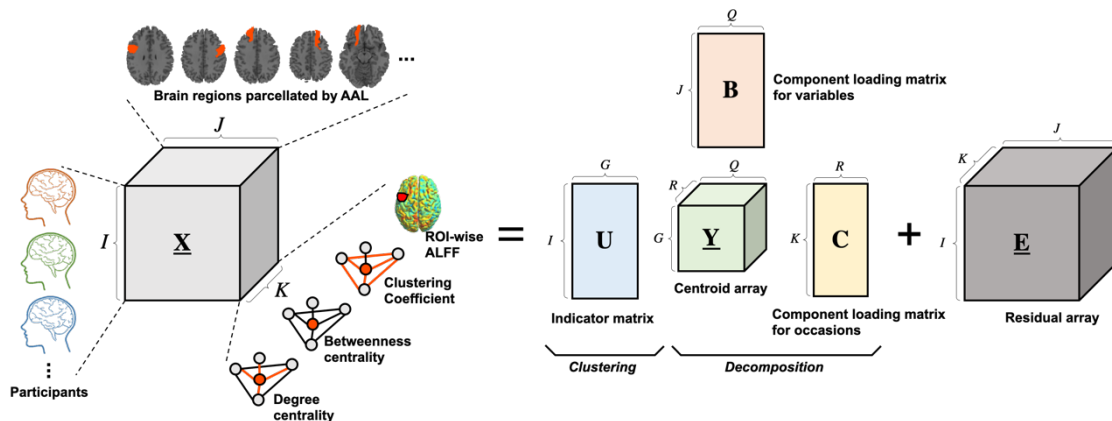 ...
Brain regions parcellated by AAL
J
I
X
K
⋮
Participants
ROI-wise
ALFF
Clustering
Coefficient
Betweenness
centrality
Degree
centrality
=
Q
J
B
Component loading matrix
for variables
G
I
U
Indicator matrix
Clustering
Q
R
G
Y
Centroid array
R
K
C
Component loading matrix
for occasions
Decomposition
+
J
K
I
E
Residual array